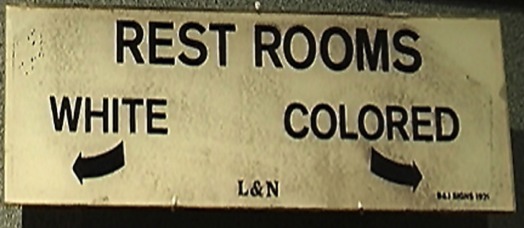 REST ROOMS
WHITE COLORED
L&N